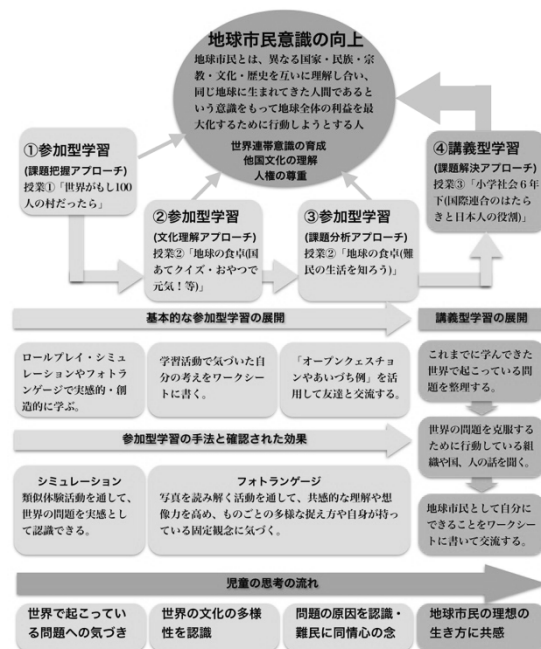 地球市民意識の向上
地球市民とは、異なる国家・民族・宗
教・文化・歴史を互いに理解し合い、
同じ地球に生まれてきた人間であると
いう意識をもって地球全体の利益を最
大化するために行動しようとする人
世界連帯意識の育成
他国文化の理解
人権の尊重
①参加型学習
(課題把握アプローチ)
授業①「世界がもし100
人の村だったら」
②参加型学習
(文化理解アプローチ)
授業②「地球の食卓(国
あてクイズ・おやつで
元気！等)」
③参加型学習
(課題分析アプローチ)
授業②「地球の食卓(難
民の生活を知ろう)」
④講義型学習
(課題解決アプローチ)
授業③「小学社会６年
下(国際連合のはたら
きと日本人の役割)」
基本的な参加型学習の展開
ロールプレイ・シミュ
レーションやフォトラ
ンゲージで実感的・創
造的に学ぶ。
学習活動で気づいた自
分の考えをワークシー
トに書く。
「オープンクェスチョ
ンやあいづち例」を活
用して友達と交流する。
参加型学習の手法と確認された効果
シミュレーション
類似体験活動を通して、
世界の問題を実感とし
て認識できる。
フォトランゲージ
写真を読み解く活動を通して、共感的な理解や想
像力を高め、ものごとの多様な捉え方や自身が持っ
ている固定観念に気づく。
講義型学習の展開
これまでに学んできた
世界で起こっている問
題を整理する。
世界の問題を克服する
ために行動している組
織や国、人の話を聞く。
地球市民として自分に
できることをワークシー
トに書いて交流する。
児童の思考の流れ
世界で起こってい
る問題への気づき
世界の文化の多様
性を認識
問題の原因を認識・
難民に同情心の念
地球市民の理想の
生き方に共感